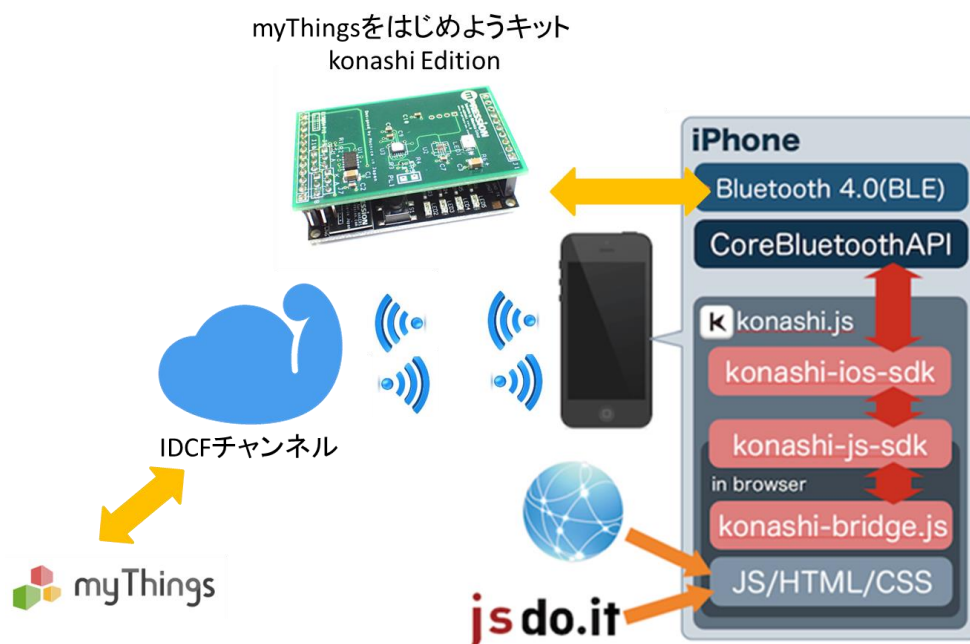 myThingsをはじめようキット
konashi Edition
iPhone
Bluetooth 4.0(BLE)
CoreBluetoothAPI
K konashi.js
konashi-ios-sdk
konashi-js-sdk
in browser
konashi-bridge.js
JS/HTML/CSS
IDCFチャンネル
myThings
jsdo.it